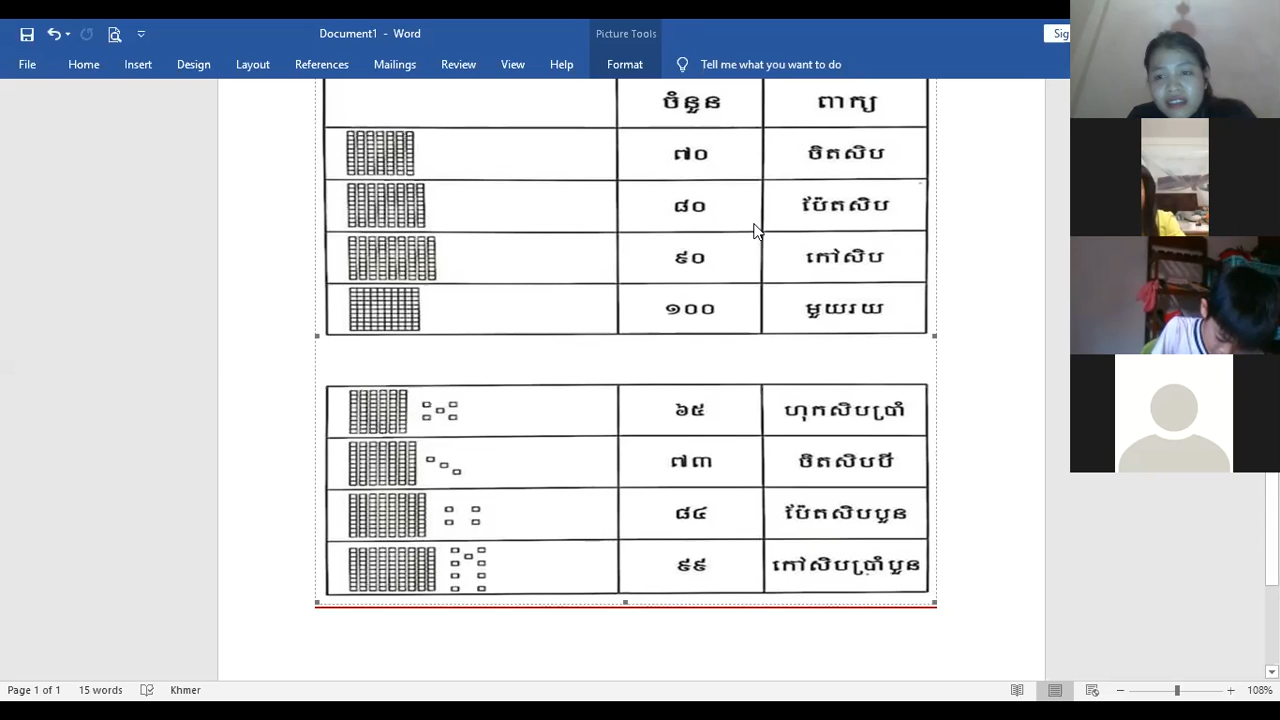 Document1 - Word
Picture Tools
Sig
File Home Insert Design Layout References Mailings Review View Help Format Tell me what you want to do
ចំនួន ពាក្យ
៧០ ចិតសិប
៨០ ប៉ែតសិប
៩០ កៅសិប
១០០ មួយរយ
៦៥ ហុកសិបប្រាំ
៧៣ ចិតសិបបី
៨៤ ប៉ែតសិបបួន
៩៩ កៅសិបប្រាំបួន
Page 1 of 1 15 words Khmer 108%